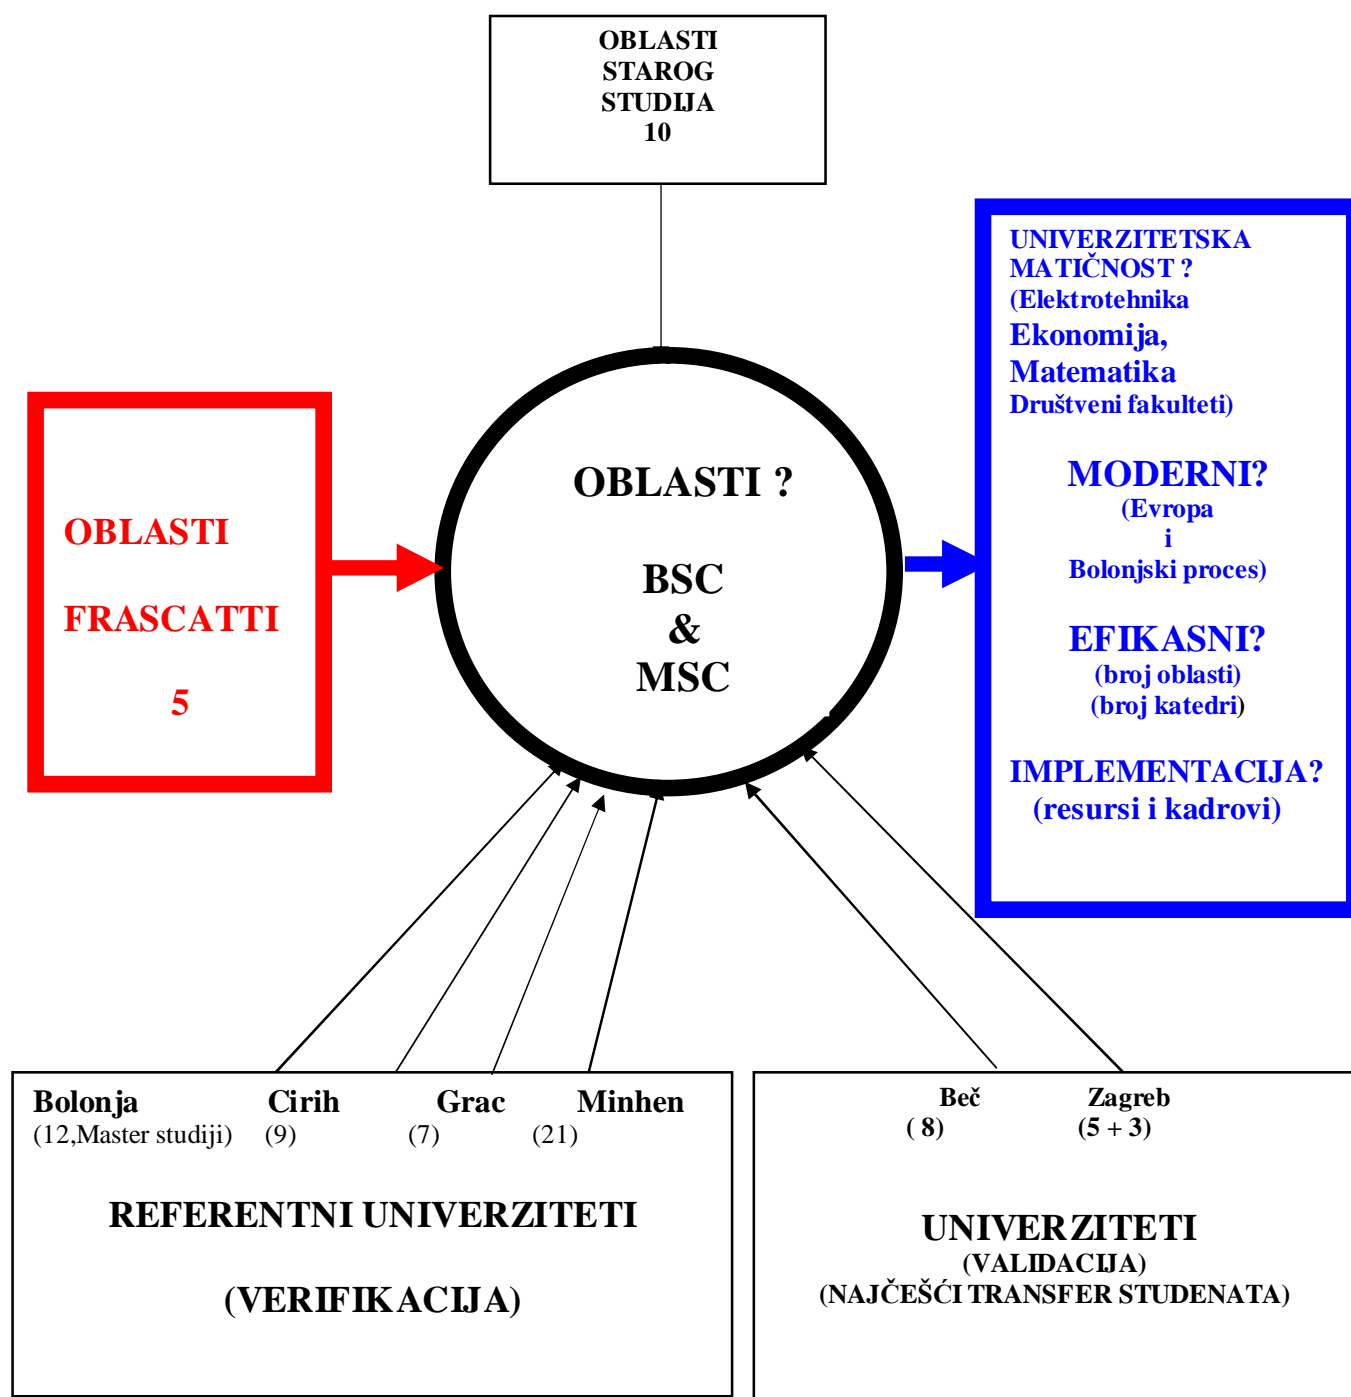 OBLASTI
STAROG
STUDIJA
10
UNIVERZITETSKA
MATIČNOST ?
(Elektrotehnika
Ekonomija,
Matematika
Društveni fakulteti)
MODERNI?
(Evropa
i
Bolonjski proces)
EFIKASNI?
(broj oblasti)
(broj katedri)
IMPLEMENTACIJA?
(resursi i kadrovi)
OBLASTI
FRASCATTI
5
OBLASTI ?
BSC
&
MSC
Bolonja Cirih Grac Minhen
(12,Master studiji) (9) (7) (21)
REFERENTNI UNIVERZITETI
(VERIFIKACIJA)
Beč Zagreb
( 8) (5 + 3)
UNIVERZITETI
(VALIDACIJA)
(NAJČEŠĆI TRANSFER STUDENATA)